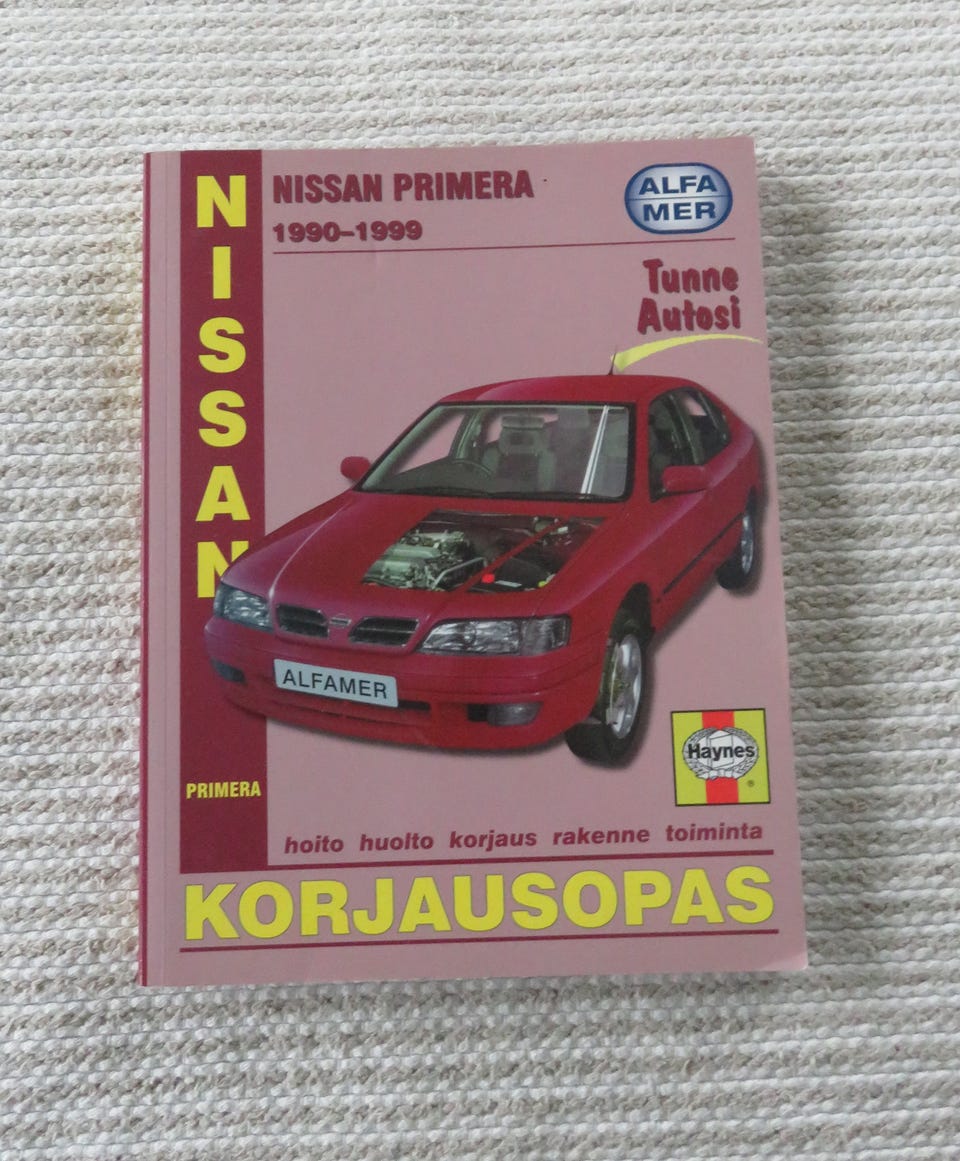 NISSAN
NISSAN PRIMERA
1990–1999
ALFA
MER
Tunne
Autosi
ALFAMER
Haynes
®
PRIMERA
hoito huolto korjaus rakenne toiminta
KORJAUSOPAS